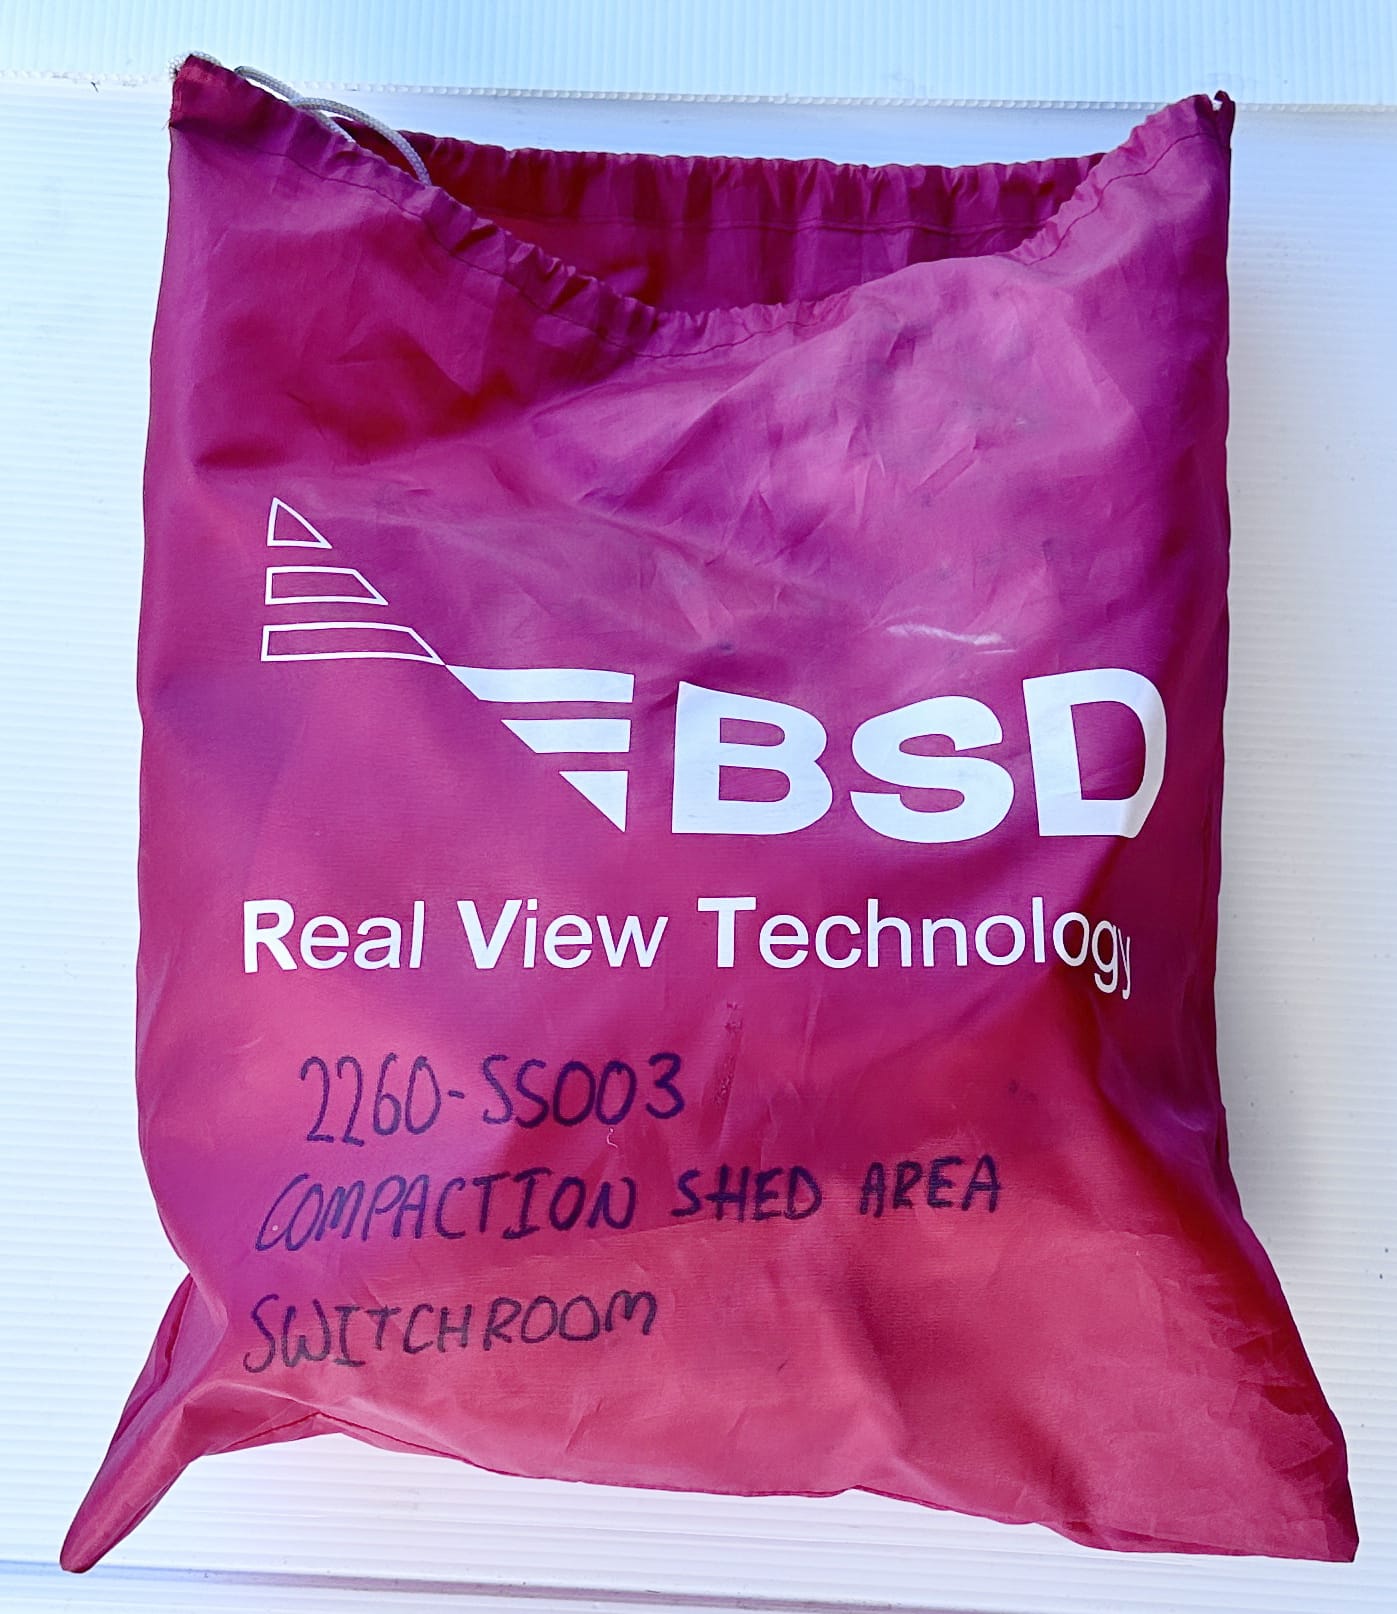 BSD
Real View Technology
2260-SS003
COMPACTION SHED AREA
SWITCHROOM